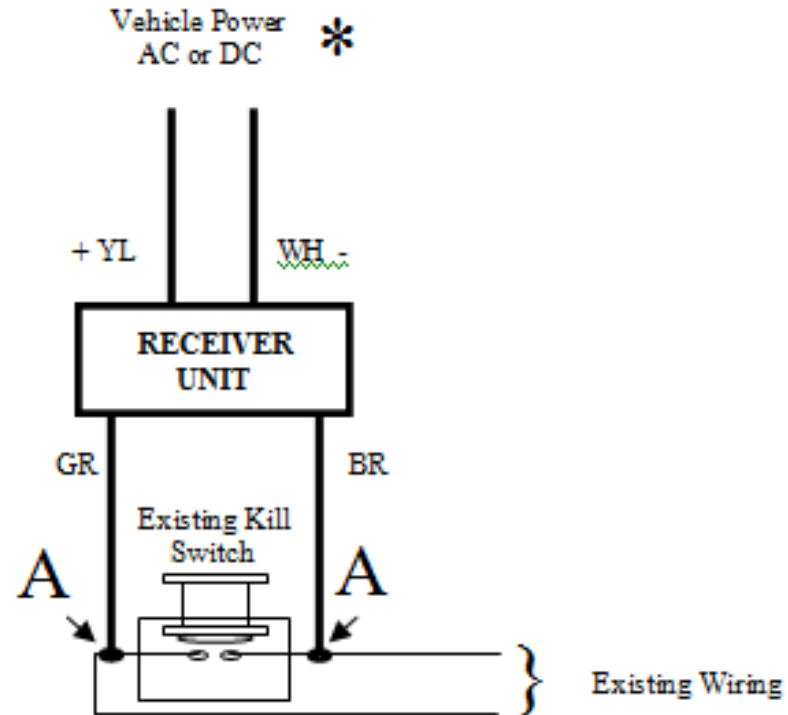 Vehicle Power
AC or DC *
+ YL
WH -
RECEIVER
UNIT
GR
BR
Existing Kill
Switch
A
A
} Existing Wiring